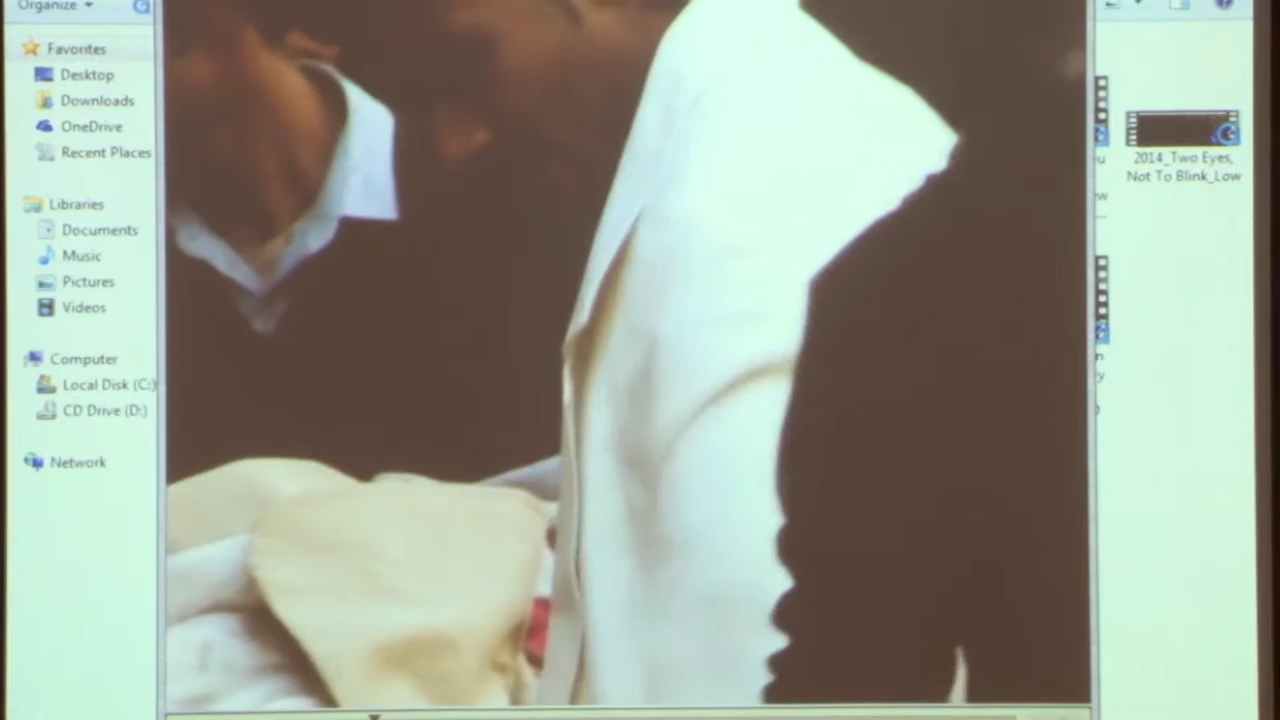 Organize
Favorites
Desktop
Downloads
OneDrive
Recent Places
Libraries
Documents
Music
Pictures
Videos
Computer
Local Disk (C:)
CD Drive (D:)
Network
2014_Two Eyes,
Not To Blink_Low